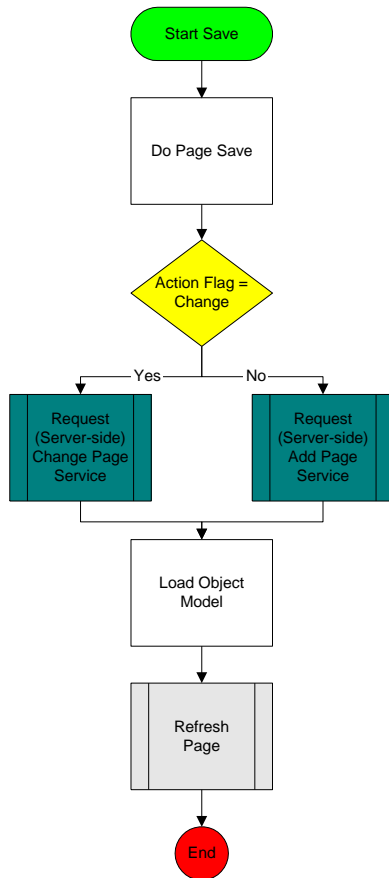 Start Save
Do Page Save
Action Flag =
Change
Yes
No
Request
(Server-side)
Change Page
Service
Request
(Server-side)
Add Page
Service
Load Object
Model
Refresh
Page
End